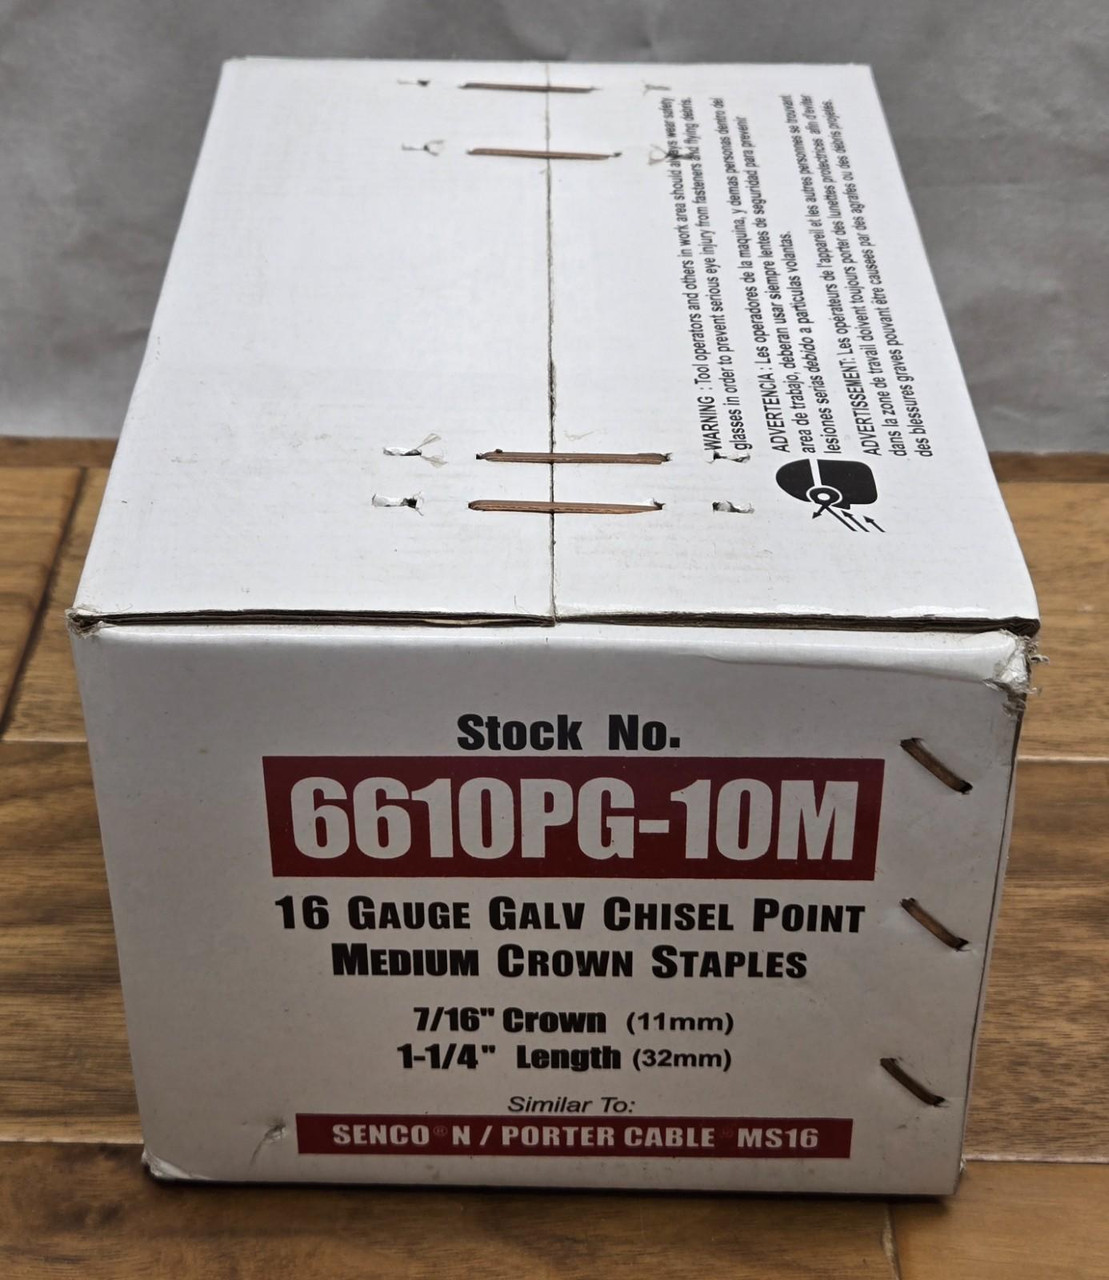 WARNING : Tool operators and others in work area should always wear safety
glasses in order to prevent serious eye injury from fasteners and flying debris.
ADVERTENCIA : Les operadores de la maquina, y demas personas dentro del
area de trabajo, deberan usar siempre lentes de seguridad para prevenir
lesiones serias debido a particulas volantas.
ADVERTISSEMENT: Les opérateurs de l'appareil et les autres personnes se trouvant
dans la zone de travail doivent toujours porter des lunettes protectrices afin d'éviter
des blessures graves pouvant être causées par des agrafes ou des débris projetés.
Stock No.
6610PG-10M
16 GAUGE GALV CHISEL POINT
MEDIUM CROWN STAPLES
7/16" Crown (11mm)
1-1/4" Length (32mm)
Similar To:
SENCO® N / PORTER CABLE® MS16